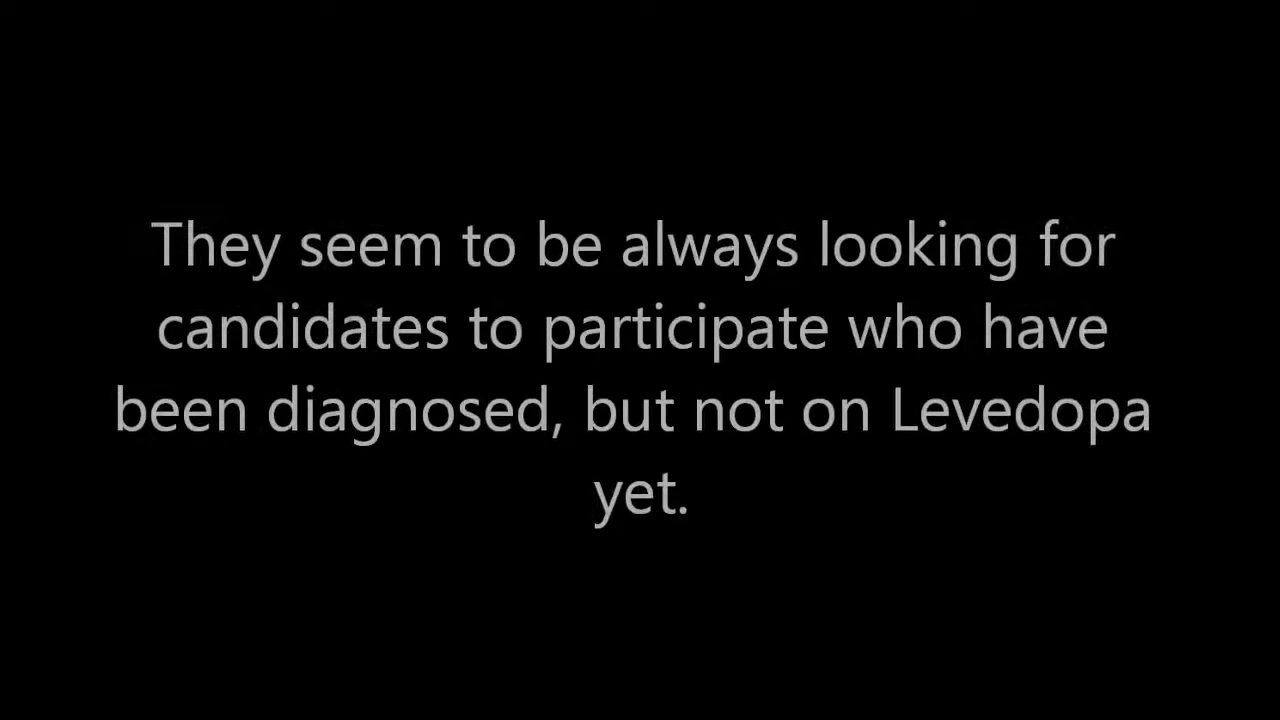 They seem to be always looking for
candidates to participate who have
been diagnosed, but not on Levedopa
yet.